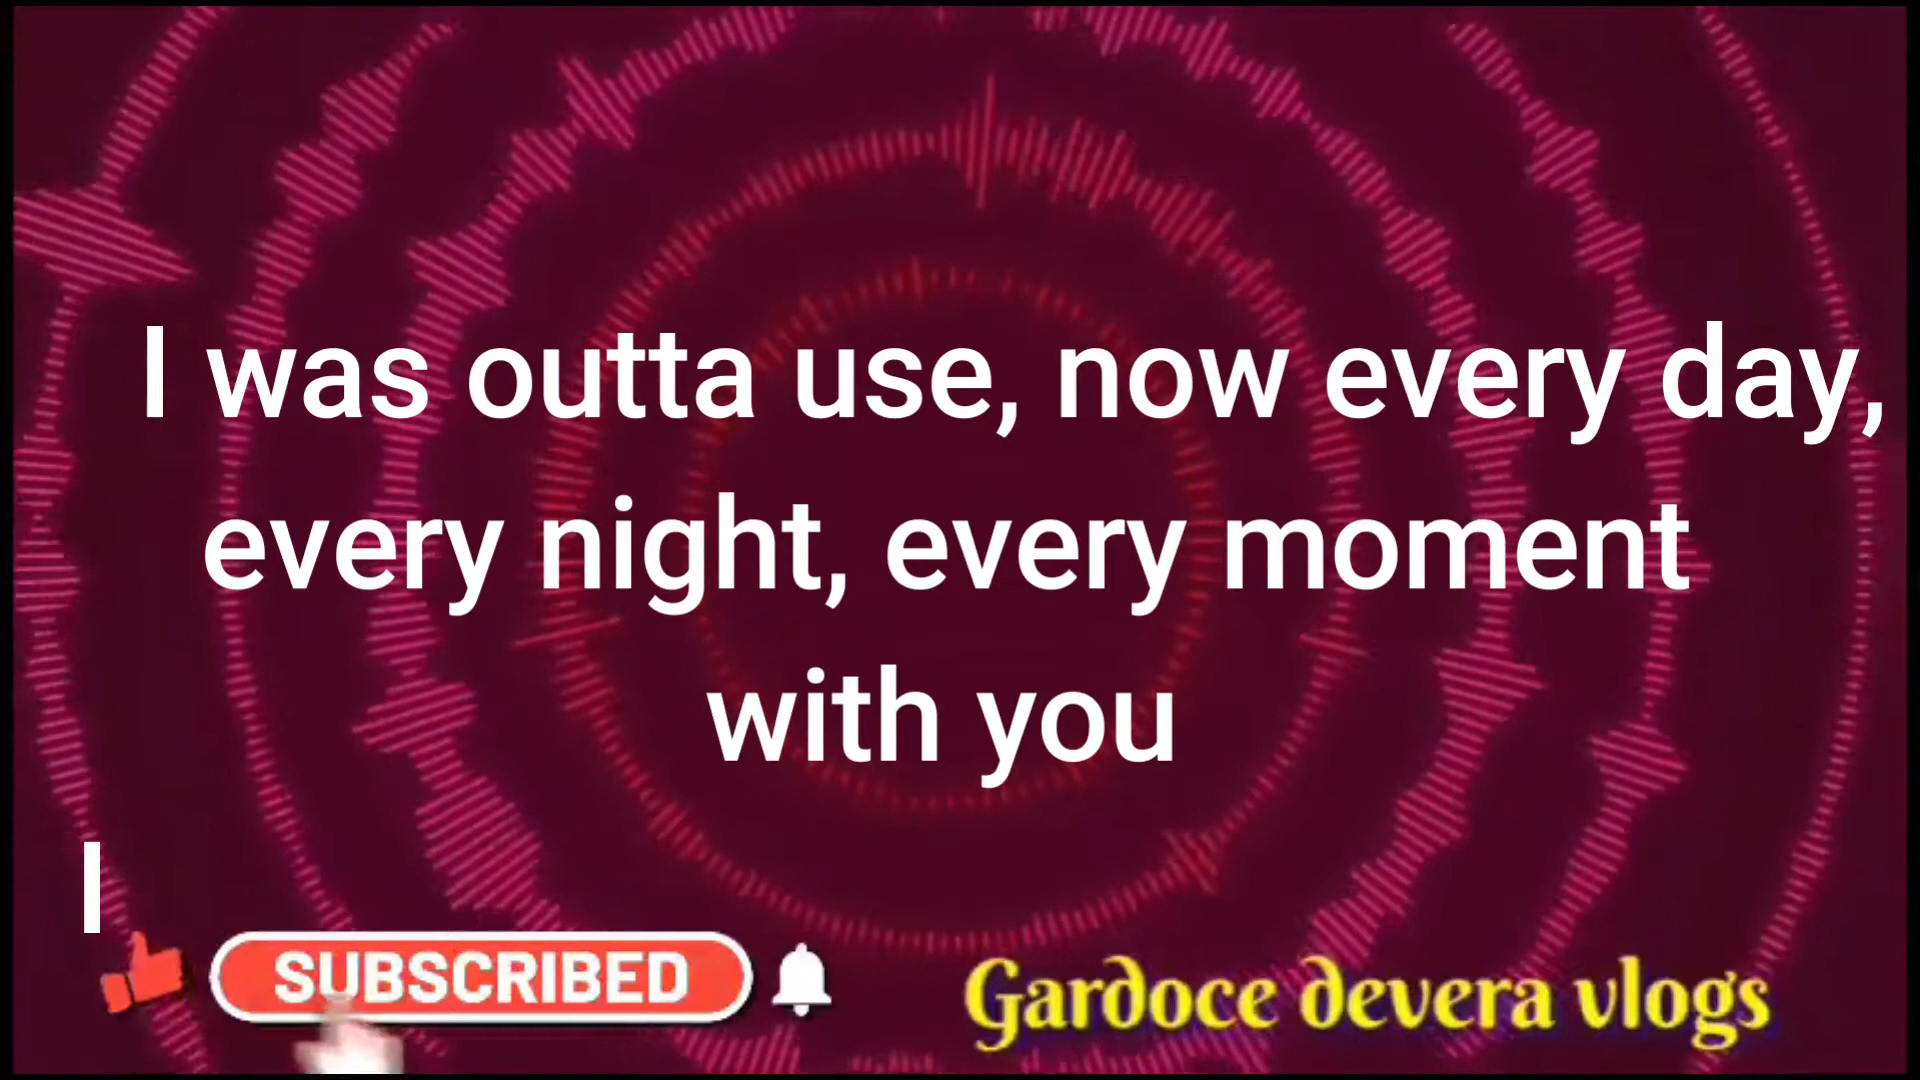 I was outta use, now every day,
every night, every moment
with you
I
SUBSCRIBED
Gardoce devera vlogs